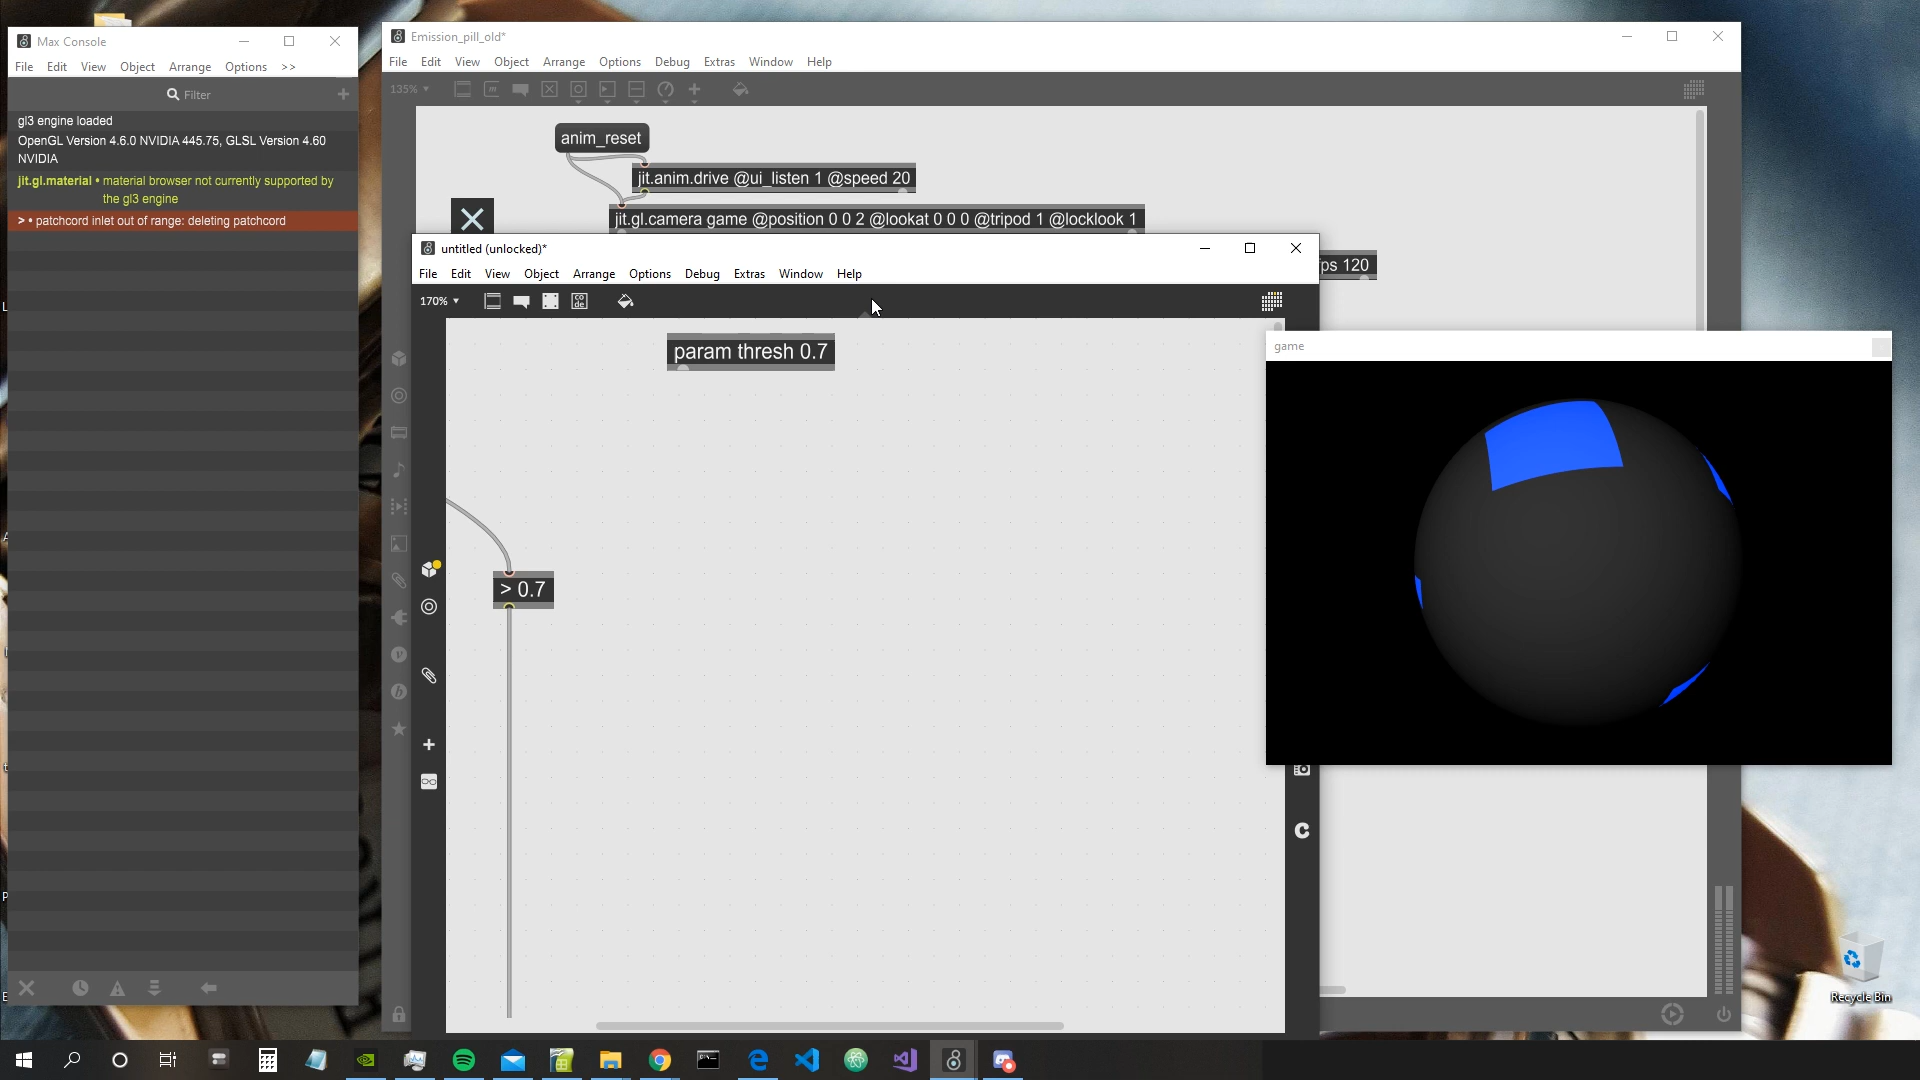 Max Console
File Edit View Object Arrange Options >>
Filter
gl3 engine loaded
OpenGL Version 4.6.0 NVIDIA 445.75, GLSL Version 4.60
NVIDIA
jit.gl.material • material browser not currently supported by
the gl3 engine
> • patchcord inlet out of range: deleting patchcord
Emission_pill_old*
File Edit View Object Arrange Options Debug Extras Window Help
135%
anim_reset
jit.anim.drive @ui_listen 1 @speed 20
jit.gl.camera game @position 0 0 2 @lookat 0 0 0 @tripod 1 @locklook 1
ps 120
untitled (unlocked)*
File Edit View Object Arrange Options Debug Extras Window Help
170%
code
param thresh 0.7
> 0.7
game
Recycle Bin